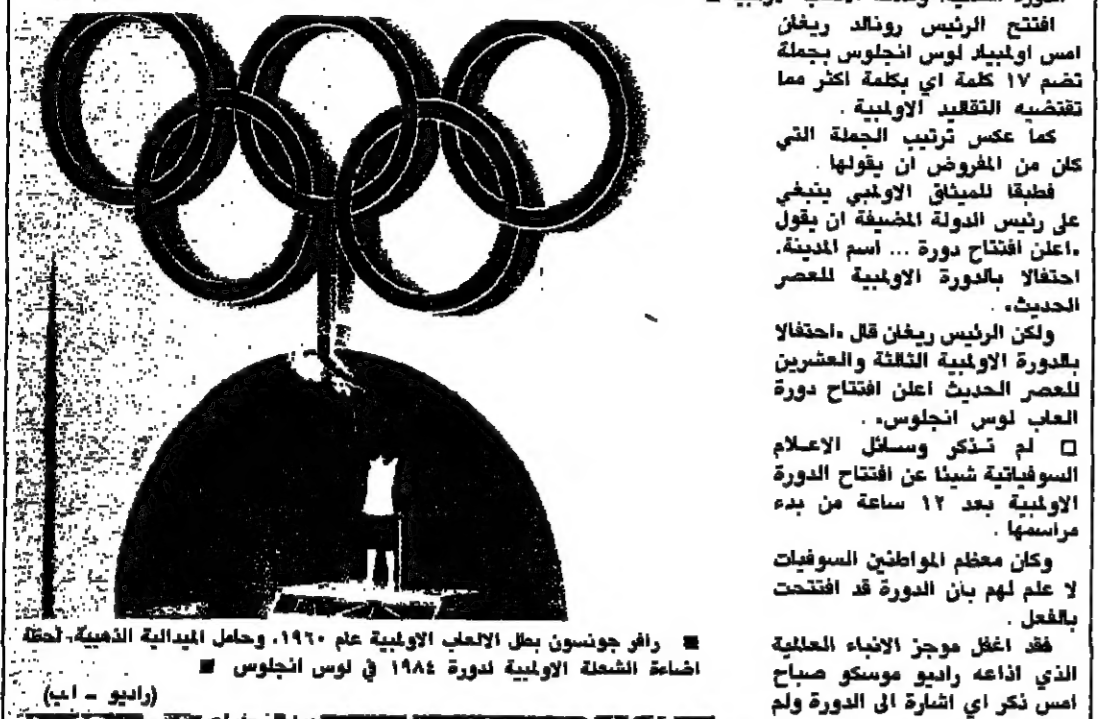 افتتح الرئيس رونالد ريغان
امس اولمبياد لوس انجلوس بجملة
تضم ١٧ كلمة اي بكلمة اكثر مما
تقتضيه التقاليد الاولمبية .
كما عكس ترتيب الجملة التي
كان من المفروض ان يقولها .
فطبقا للميثاق الاولمبي ينبغي
على رئيس الدولة المضيفة ان يقول
«اعلن افتتاح دورة ... اسم المدينة،
احتفالا بالدورة الاولمبية للعصر
الحديث» .
ولكن الرئيس ريغان قال «احتفالا
بالدورة الاولمبية الثالثة والعشرين
للعصر الحديث اعلن افتتاح دورة
العاب لوس انجلوس» .
□ لم تذكر وسائل الاعلام
السوفياتية شيئا عن افتتاح الدورة
الاولمبية بعد ١٢ ساعة من بدء
مراسمها .
وكان معظم المواطنين السوفيات
لا علم لهم بان الدورة قد افتتحت
بالفعل .
فقد اغفل موجز الانباء العالمية
الذي اذاعه راديو موسكو صباح
امس ذكر اي اشارة الى الدورة ولم
■ رافر جونسون بطل الالعاب الاولمبية عام ١٩٦٠، وحامل الميدالية الذهبية، لحظة
اضاءة الشعلة الاولمبية لدورة ١٩٨٤ في لوس انجلوس ■
(راديو - اب)